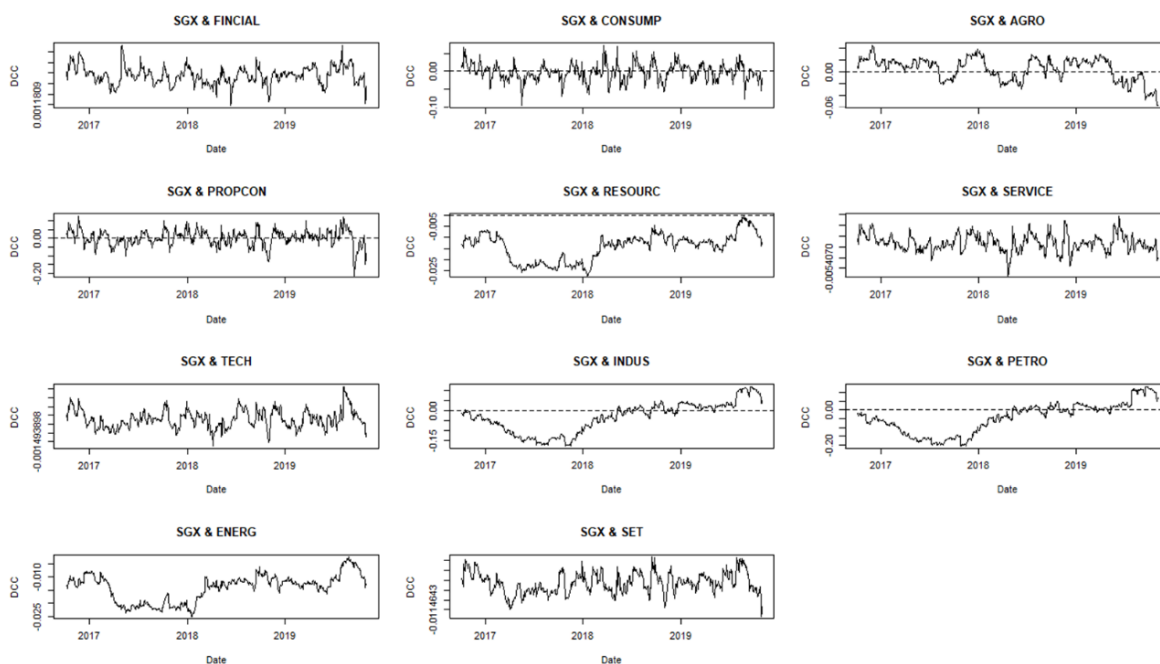 SGX & FINCIAL
DCC
0.0011809
2017 2018 2019
Date
SGX & CONSUMP
DCC
0.00
-0.10
2017 2018 2019
Date
SGX & AGRO
DCC
0.00
-0.06
2017 2018 2019
Date
SGX & PROPCON
DCC
0.00
-0.20
2017 2018 2019
Date
SGX & RESOURC
DCC
-0.005
-0.025
2017 2018 2019
Date
SGX & SERVICE
DCC
-0.0054070
2017 2018 2019
Date
SGX & TECH
DCC
-0.001493898
2017 2018 2019
Date
SGX & INDUS
DCC
0.00
-0.15
2017 2018 2019
Date
SGX & PETRO
DCC
0.00
-0.20
2017 2018 2019
Date
SGX & ENERG
DCC
-0.010
-0.025
2017 2018 2019
Date
SGX & SET
DCC
-0.0114643
2017 2018 2019
Date